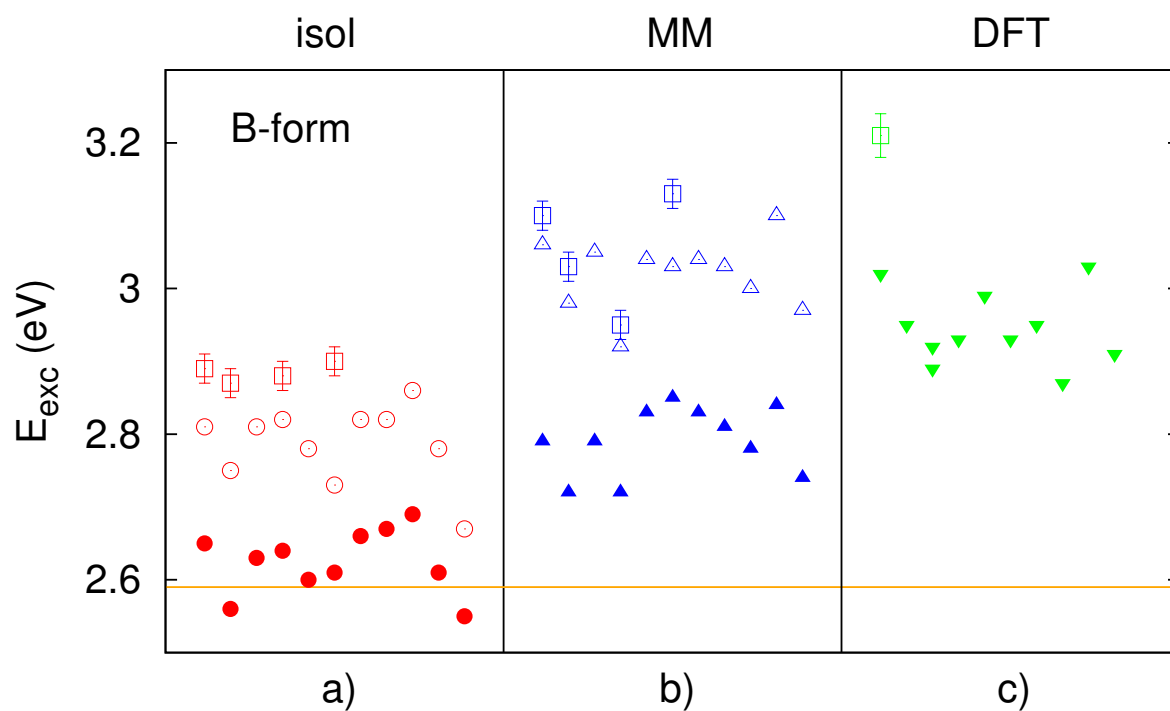 isol MM DFT
B-form
3.2
3
2.8
2.6
E_exc (eV)
a) b) c)